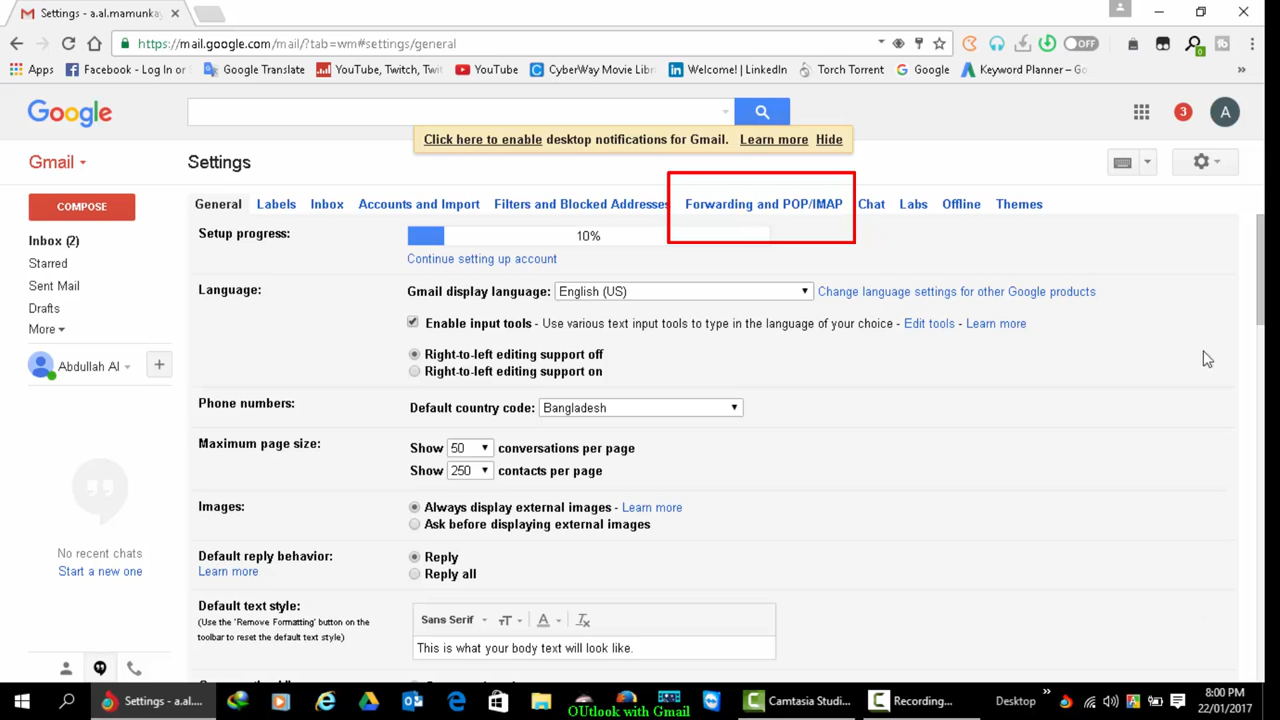 Settings - a.al.mamunka
https://mail.google.com/mail/?tab=wm#settings/general
OFF
0
Apps Facebook - Log In or Google Translate YouTube, Twitch, Twi YouTube CyberWay Movie Libr Welcome! | LinkedIn Torch Torrent Google Keyword Planner – Go »
Google
3 A
Click here to enable desktop notifications for Gmail. Learn more Hide
Gmail
Settings
COMPOSE
General Labels Inbox Accounts and Import Filters and Blocked Addresses Forwarding and POP/IMAP Chat Labs Offline Themes
Inbox (2)
Starred
Sent Mail
Drafts
More
Abdullah Al
+
No recent chats
Start a new one
Setup progress: 10%
Continue setting up account
Language: Gmail display language: English (US) Change language settings for other Google products
Enable input tools - Use various text input tools to type in the language of your choice - Edit tools - Learn more
Right-to-left editing support off
Right-to-left editing support on
Phone numbers: Default country code: Bangladesh
Maximum page size: Show 50 conversations per page
Show 250 contacts per page
Images: Always display external images - Learn more
Ask before displaying external images
Default reply behavior: Reply
Learn more Reply all
Default text style:
(Use the 'Remove Formatting' button on the
toolbar to reset the default text style)
Sans Serif
This is what your body text will look like.
Settings - a.al....
Camtasia Studi...
Recording...
Desktop »
8:00 PM
22/01/2017
OUtlook with Gmail